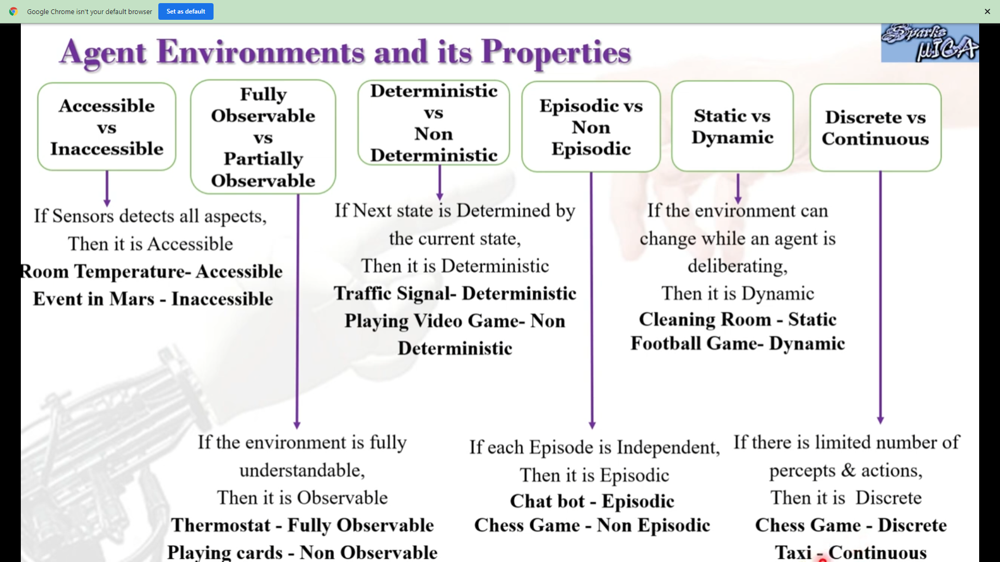 Google Chrome isn't your default browser
Set as default
Sparks
µICA
Agent Environments and its Properties
Accessible
vs
Inaccessible
Fully
Observable
vs
Partially
Observable
Deterministic
vs
Non
Deterministic
Episodic vs
Non
Episodic
Static vs
Dynamic
Discrete vs
Continuous
If Sensors detects all aspects,
Then it is Accessible
Room Temperature- Accessible
Event in Mars - Inaccessible
If Next state is Determined by
the current state,
Then it is Deterministic
Traffic Signal- Deterministic
Playing Video Game- Non
Deterministic
If the environment can
change while an agent is
deliberating,
Then it is Dynamic
Cleaning Room - Static
Football Game- Dynamic
If the environment is fully
understandable,
Then it is Observable
Thermostat - Fully Observable
Playing cards - Non Observable
If each Episode is Independent,
Then it is Episodic
Chat bot - Episodic
Chess Game - Non Episodic
If there is limited number of
percepts & actions,
Then it is Discrete
Chess Game - Discrete
Taxi - Continuous